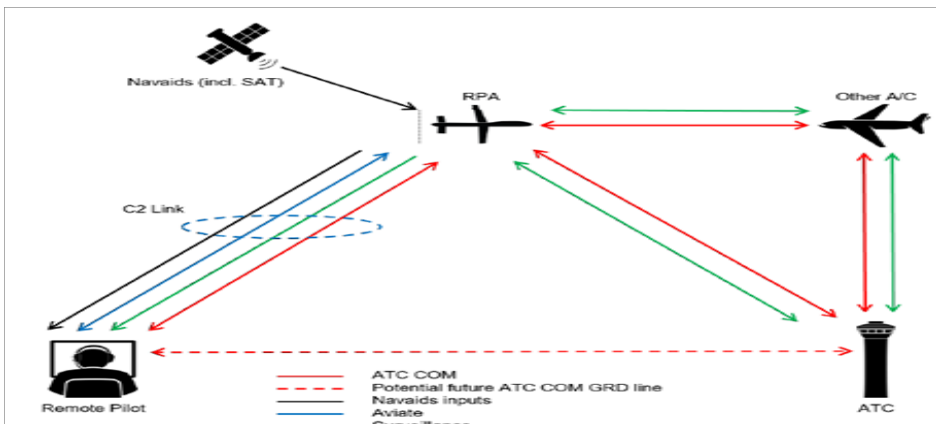 Navaids (incl. SAT)
RPA
Other A/C
C2 Link
Remote Pilot
ATC
ATC COM
Potential future ATC COM GRD line
Navaids inputs
Aviate
Surveillance